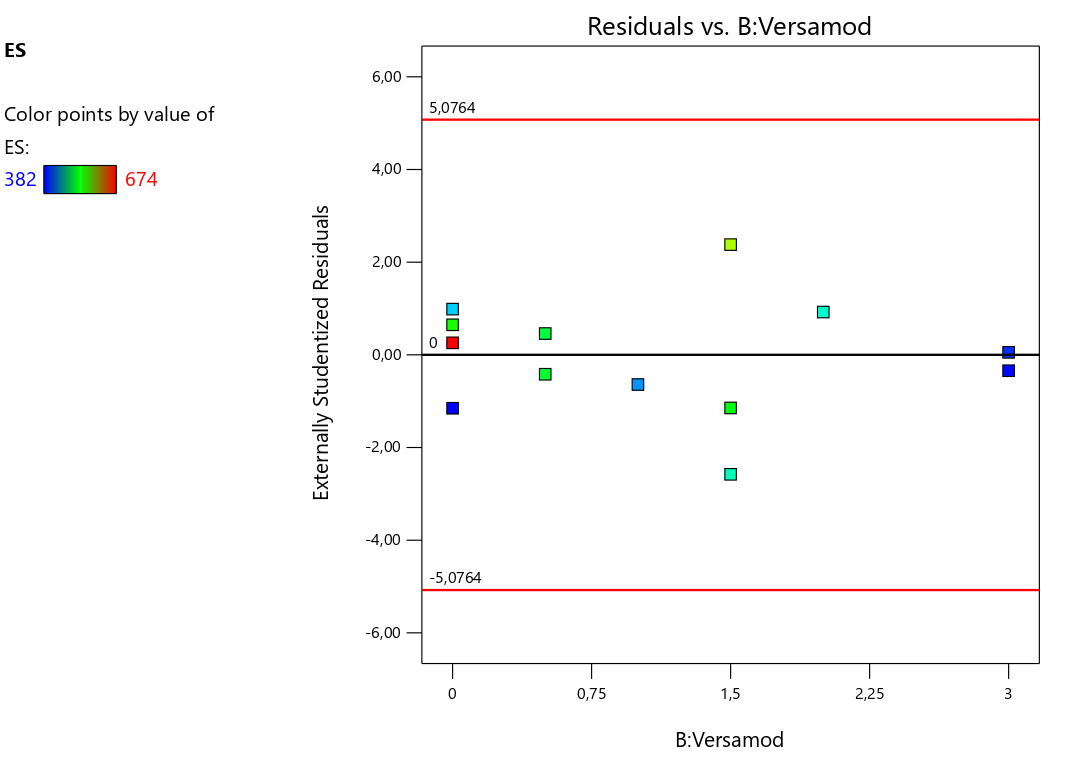 Residuals vs. B:Versamod
ES
Color points by value of
ES:
382 674
Externally Studentized Residuals
6,00
4,00
2,00
0,00
-2,00
-4,00
-6,00
5,0764
0
-5,0764
0 0,75 1,5 2,25 3
B:Versamod